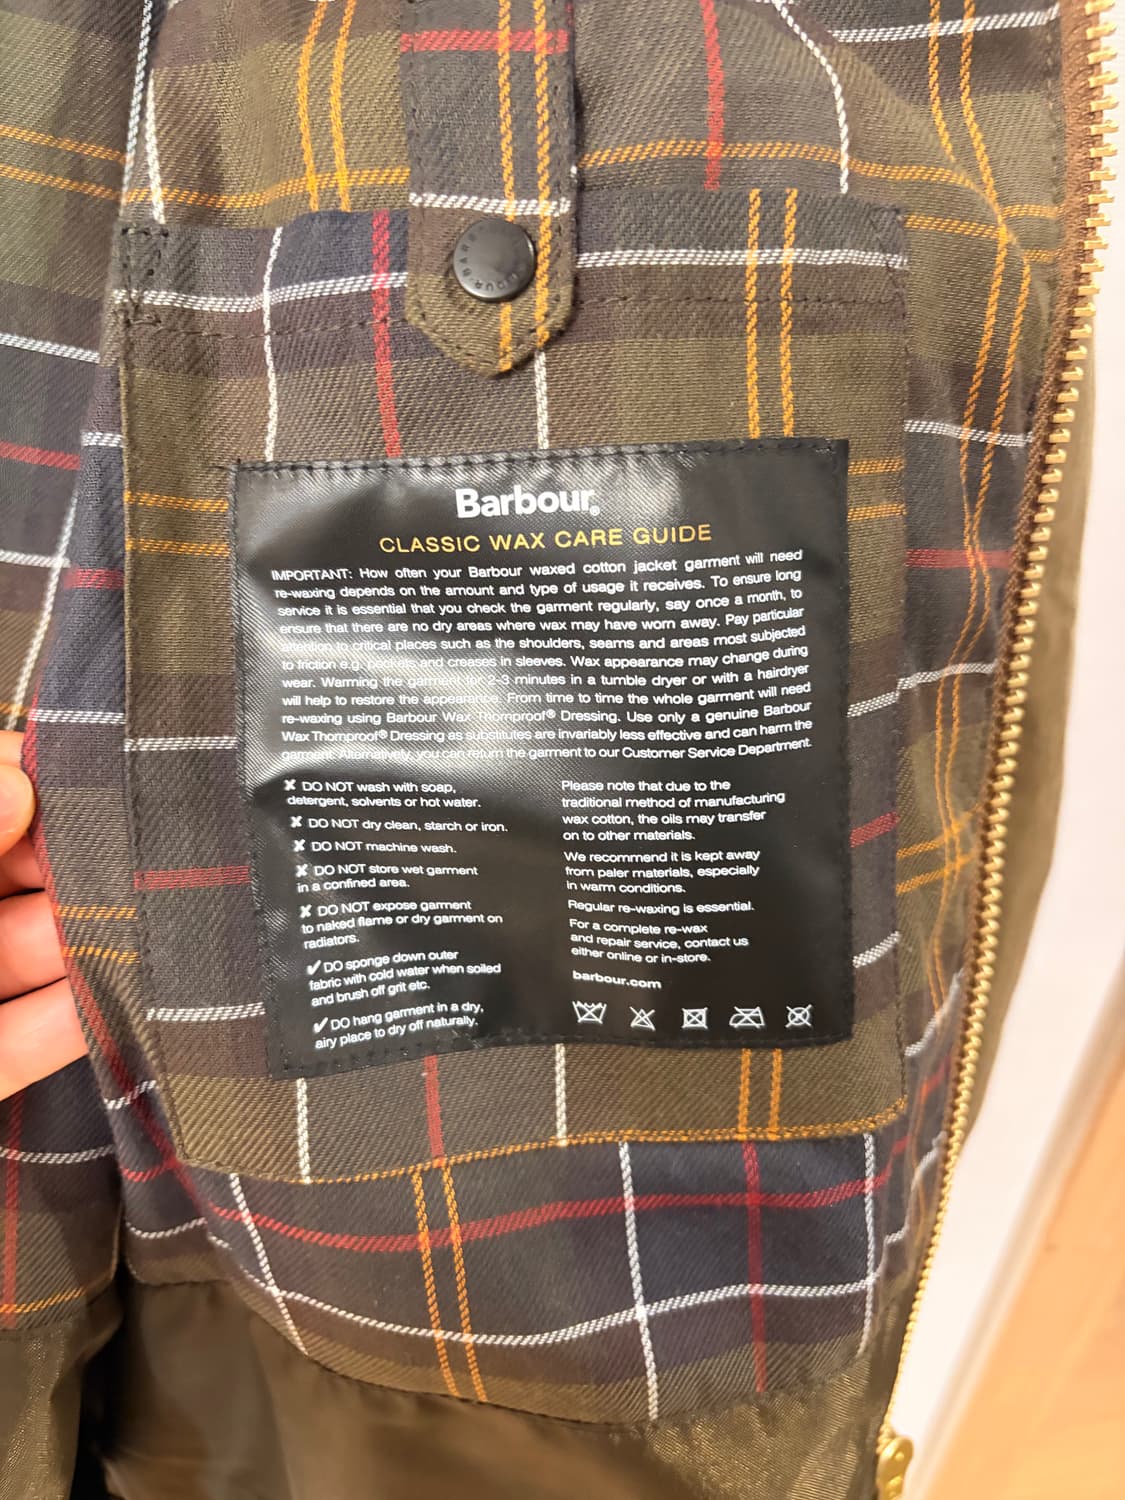 BARBOUR
Barbour.
CLASSIC WAX CARE GUIDE
IMPORTANT: How often your Barbour waxed cotton jacket garment will need
re-waxing depends on the amount and type of usage it receives. To ensure long
service it is essential that you check the garment regularly, say once a month, to
ensure that there are no dry areas where wax may have worn away. Pay particular
attention to critical places such as the shoulders, seams and areas most subjected
to friction e.g. pockets and creases in sleeves. Wax appearance may change during
wear. Warming the garment for 2-3 minutes in a tumble dryer or with a hairdryer
will help to restore the appearance. From time to time the whole garment will need
re-waxing using Barbour Wax Thornproof® Dressing. Use only a genuine Barbour
Wax Thornproof® Dressing as substitutes are invariably less effective and can harm the
garment. Alternatively, you can return the garment to our Customer Service Department.
✘ DO NOT wash with soap,
detergent, solvents or hot water.
✘ DO NOT dry clean, starch or iron.
✘ DO NOT machine wash.
✘ DO NOT store wet garment
in a confined area.
✘ DO NOT expose garment
to naked flame or dry garment on
radiators.
✔ DO sponge down outer
fabric with cold water when soiled
and brush off grit etc.
✔ DO hang garment in a dry,
airy place to dry off naturally.
Please note that due to the
traditional method of manufacturing
wax cotton, the oils may transfer
on to other materials.
We recommend it is kept away
from paler materials, especially
in warm conditions.
Regular re-waxing is essential.
For a complete re-wax
and repair service, contact us
either online or in-store.
barbour.com